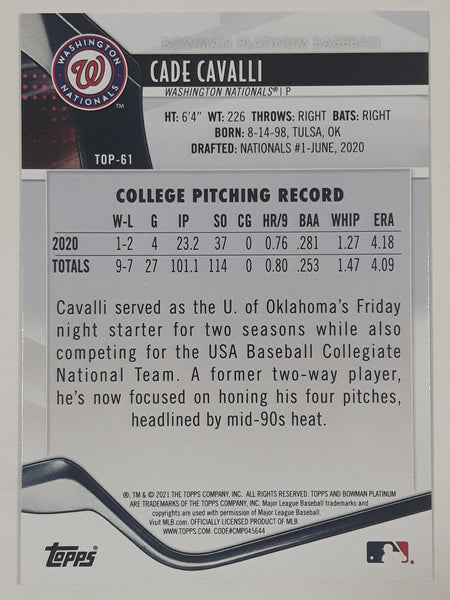 BOWMAN PLATINUM BASEBALL
WASHINGTON
W
NATIONALS
TM
CADE CAVALLI
WASHINGTON NATIONALS® | P
HT: 6'4" WT: 226 THROWS: RIGHT BATS: RIGHT
BORN: 8-14-98, TULSA, OK
DRAFTED: NATIONALS #1-JUNE, 2020
TOP-61
COLLEGE PITCHING RECORD
W-L G IP SO CG HR/9 BAA WHIP ERA
2020 1-2 4 23.2 37 0 0.76 .281 1.27 4.18
TOTALS 9-7 27 101.1 114 0 0.80 .253 1.47 4.09
Cavalli served as the U. of Oklahoma's Friday
night starter for two seasons while also
competing for the USA Baseball Collegiate
National Team. A former two-way player,
he's now focused on honing his four pitches,
headlined by mid-90s heat.
®, TM & © 2021 THE TOPPS COMPANY, INC. ALL RIGHTS RESERVED. TOPPS AND BOWMAN PLATINUM
ARE TRADEMARKS OF THE TOPPS COMPANY, INC. Major League Baseball trademarks and
copyrights are used with permission of Major League Baseball.
Visit MLB.com. OFFICIALLY LICENSED PRODUCT OF MLB.
WWW.TOPPS.COM. CODE#CMP045644
topps